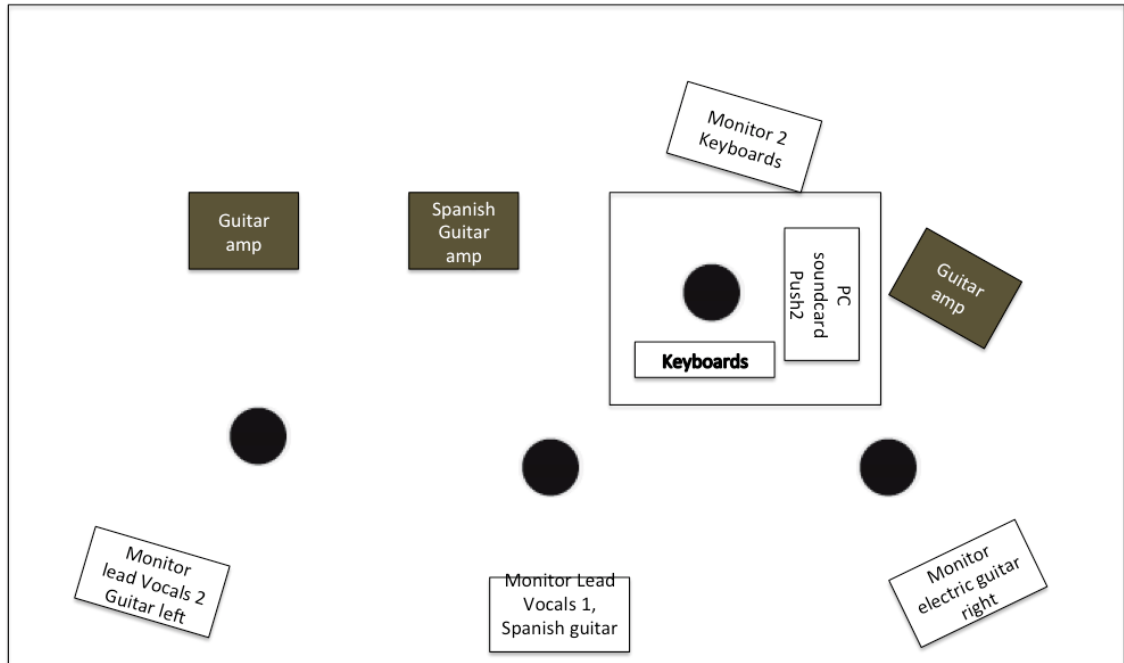 Monitor 2
Keyboards
Guitar
amp
Spanish
Guitar
amp
PC
soundcard
Push2
Guitar
amp
Keyboards
Monitor
lead Vocals 2
Guitar left
Monitor Lead
Vocals 1,
Spanish guitar
Monitor
electric guitar
right